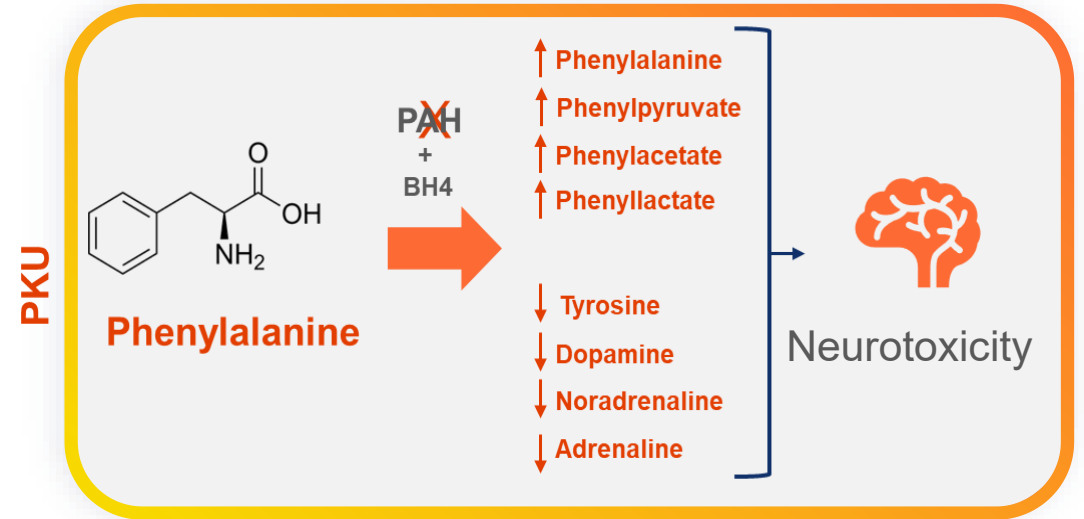 PKU
O
OH
NH₂
Phenylalanine
PAH
+
BH4
↑ Phenylalanine
↑ Phenylpyruvate
↑ Phenylacetate
↑ Phenyllactate
↓ Tyrosine
↓ Dopamine
↓ Noradrenaline
↓ Adrenaline
Neurotoxicity